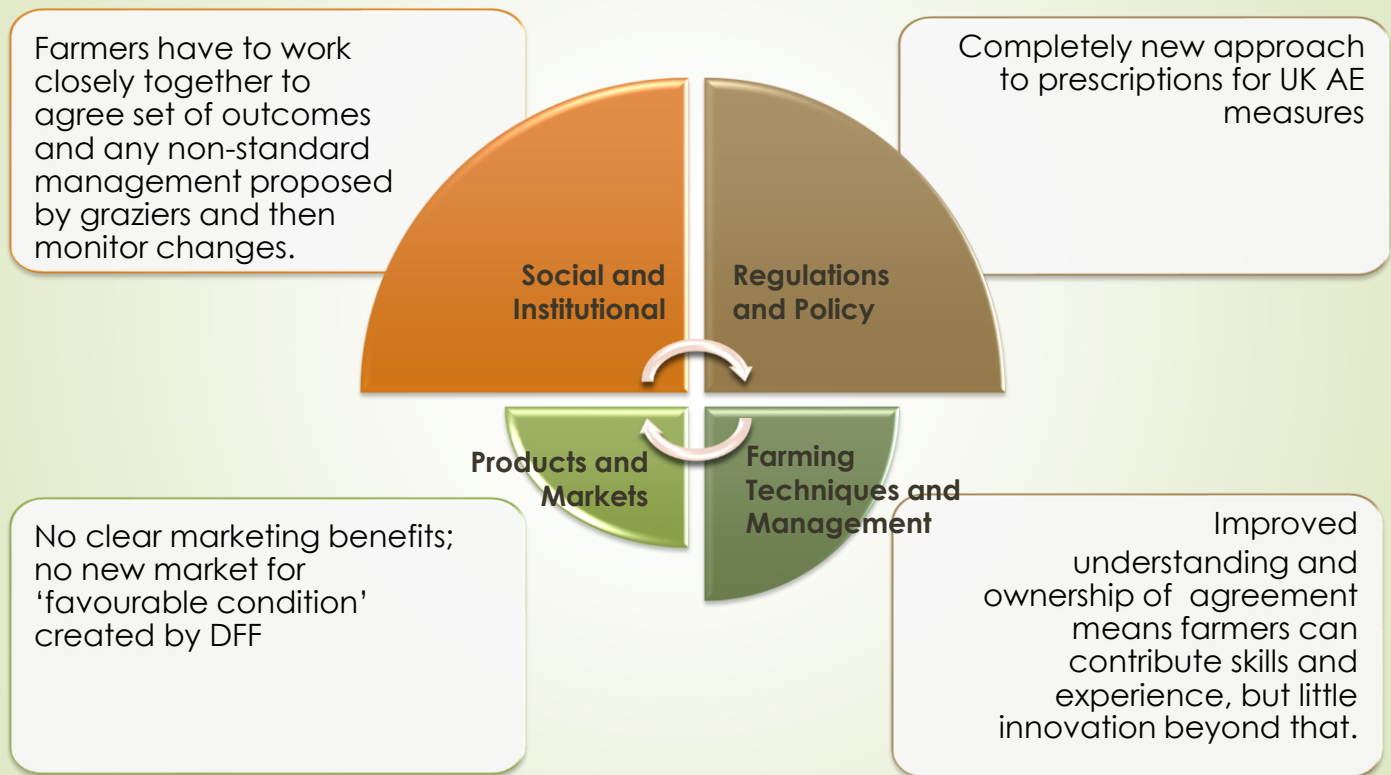 Farmers have to work
closely together to
agree set of outcomes
and any non-standard
management proposed
by graziers and then
monitor changes.
Completely new approach
to prescriptions for UK AE
measures
Social and
Institutional
Regulations
and Policy
Products and
Markets
Farming
Techniques and
Management
No clear marketing benefits;
no new market for
‘favourable condition’
created by DFF
Improved
understanding and
ownership of  agreement
means farmers can
contribute skills and
experience, but little
innovation beyond that.